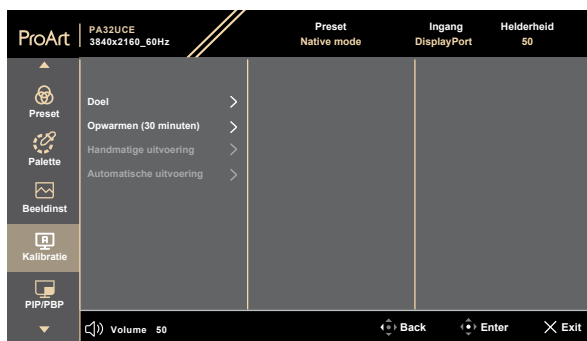 ProArt
PA32UCE
3840x2160_60Hz
Preset
Native mode
Ingang
DisplayPort
Helderheid
50
Preset
Palette
Beeldinst
Kalibratie
PIP/PBP
Doel
Opwarmen (30 minuten)
Handmatige uitvoering
Automatische uitvoering
Volume 50
Back
Enter
Exit